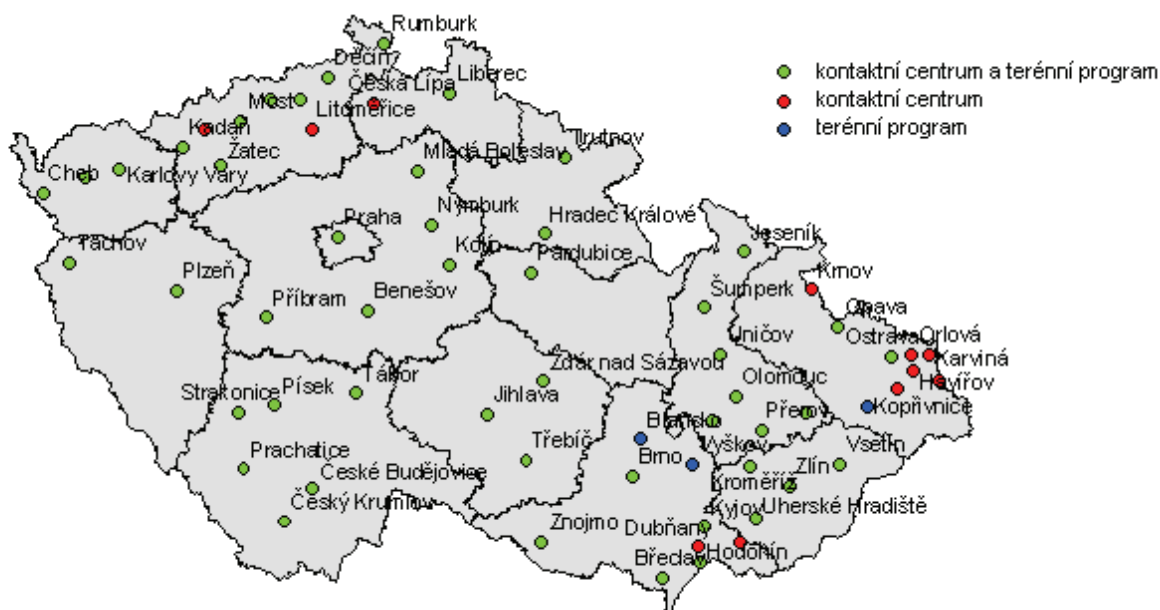 Rumburk
Děčín
Česká Lípa
Liberec
kontaktní centrum a terénní program
kontaktní centrum
terénní program
Most
Litoměřice
Kadaň
Žatec
Trutnov
Mladá Boleslav
Cheb
Karlovy Vary
Nymburk
Hradec Králové
Praha
Tachov
Kolín
Pardubice
Jeseník
Plzeň
Krnov
Příbram
Benešov
Šumperk
Opava
Ostrava
Orlová
Uničov
Karviná
Žďár nad Sázavou
Havířov
Strakonice
Písek
Tábor
Jihlava
Olomouc
Kopřivnice
Blansko
Přerov
Prachatice
Třebíč
Brno
Vyškov
Vsetín
České Budějovice
Zlín
Český Krumlov
Kroměříž
Kyjov
Uherské Hradiště
Znojmo
Dubňany
Břeclav
Hodonín